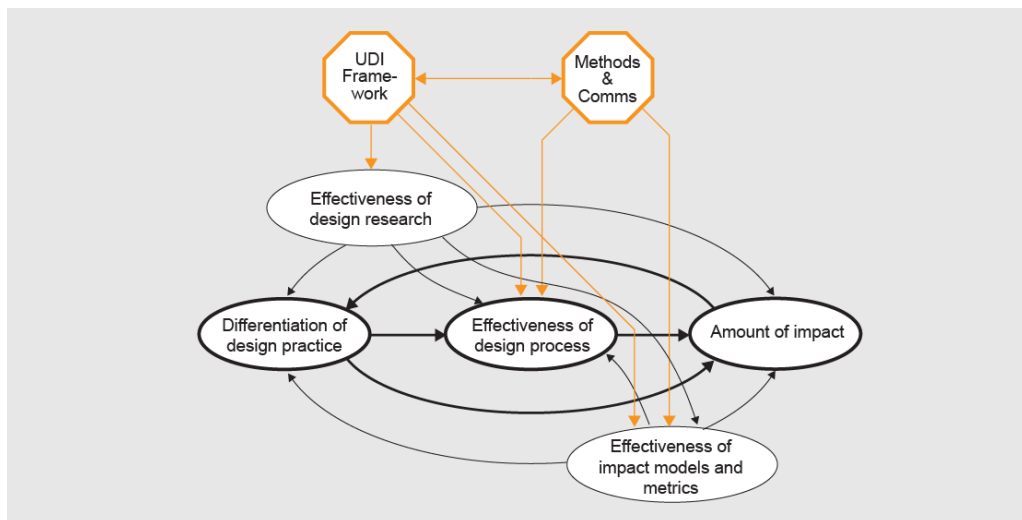 UDI
Frame-
work
Methods
&
Comms
Effectiveness of
design research
Differentiation of
design practice
Effectiveness of
design process
Amount of impact
Effectiveness of
impact models and
metrics